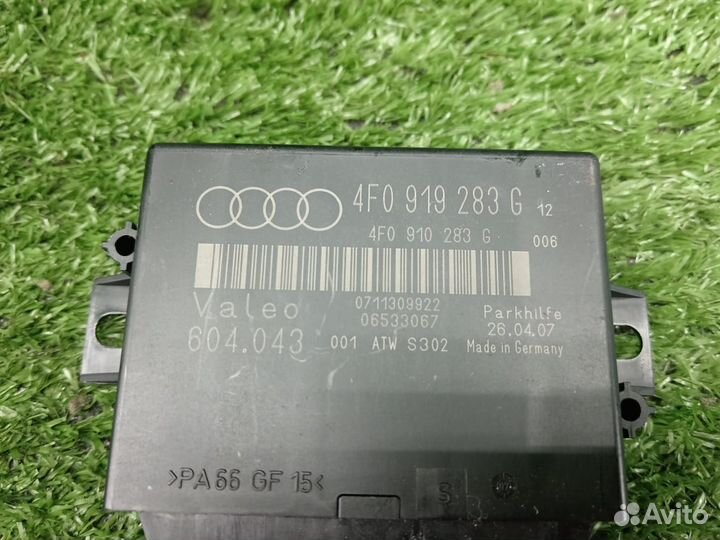 4F0 919 283 G 12
4F0 910 283 G 006
Valeo 0711309922 Parkhilfe
06533067 26.04.07
604.043 001 ATW S302 Made in Germany
>PA66 GF 15< S
Avito